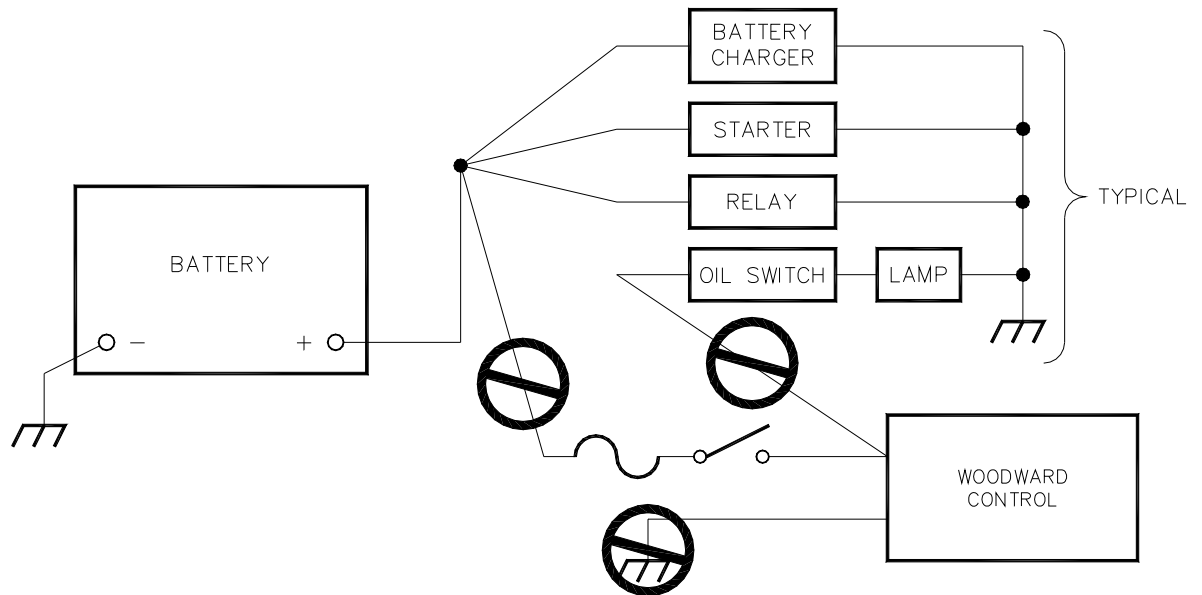 BATTERY
CHARGER
STARTER
RELAY
TYPICAL
OIL SWITCH
LAMP
BATTERY
−
+
WOODWARD
CONTROL